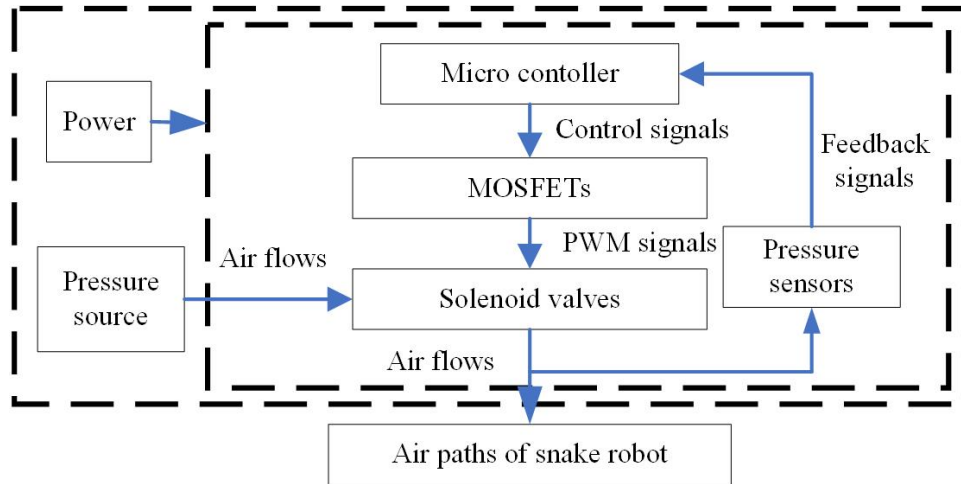 Micro contoller
Power
Control signals
Feedback
signals
MOSFETs
PWM signals
Air flows
Pressure
source
Solenoid valves
Pressure
sensors
Air flows
Air paths of snake robot